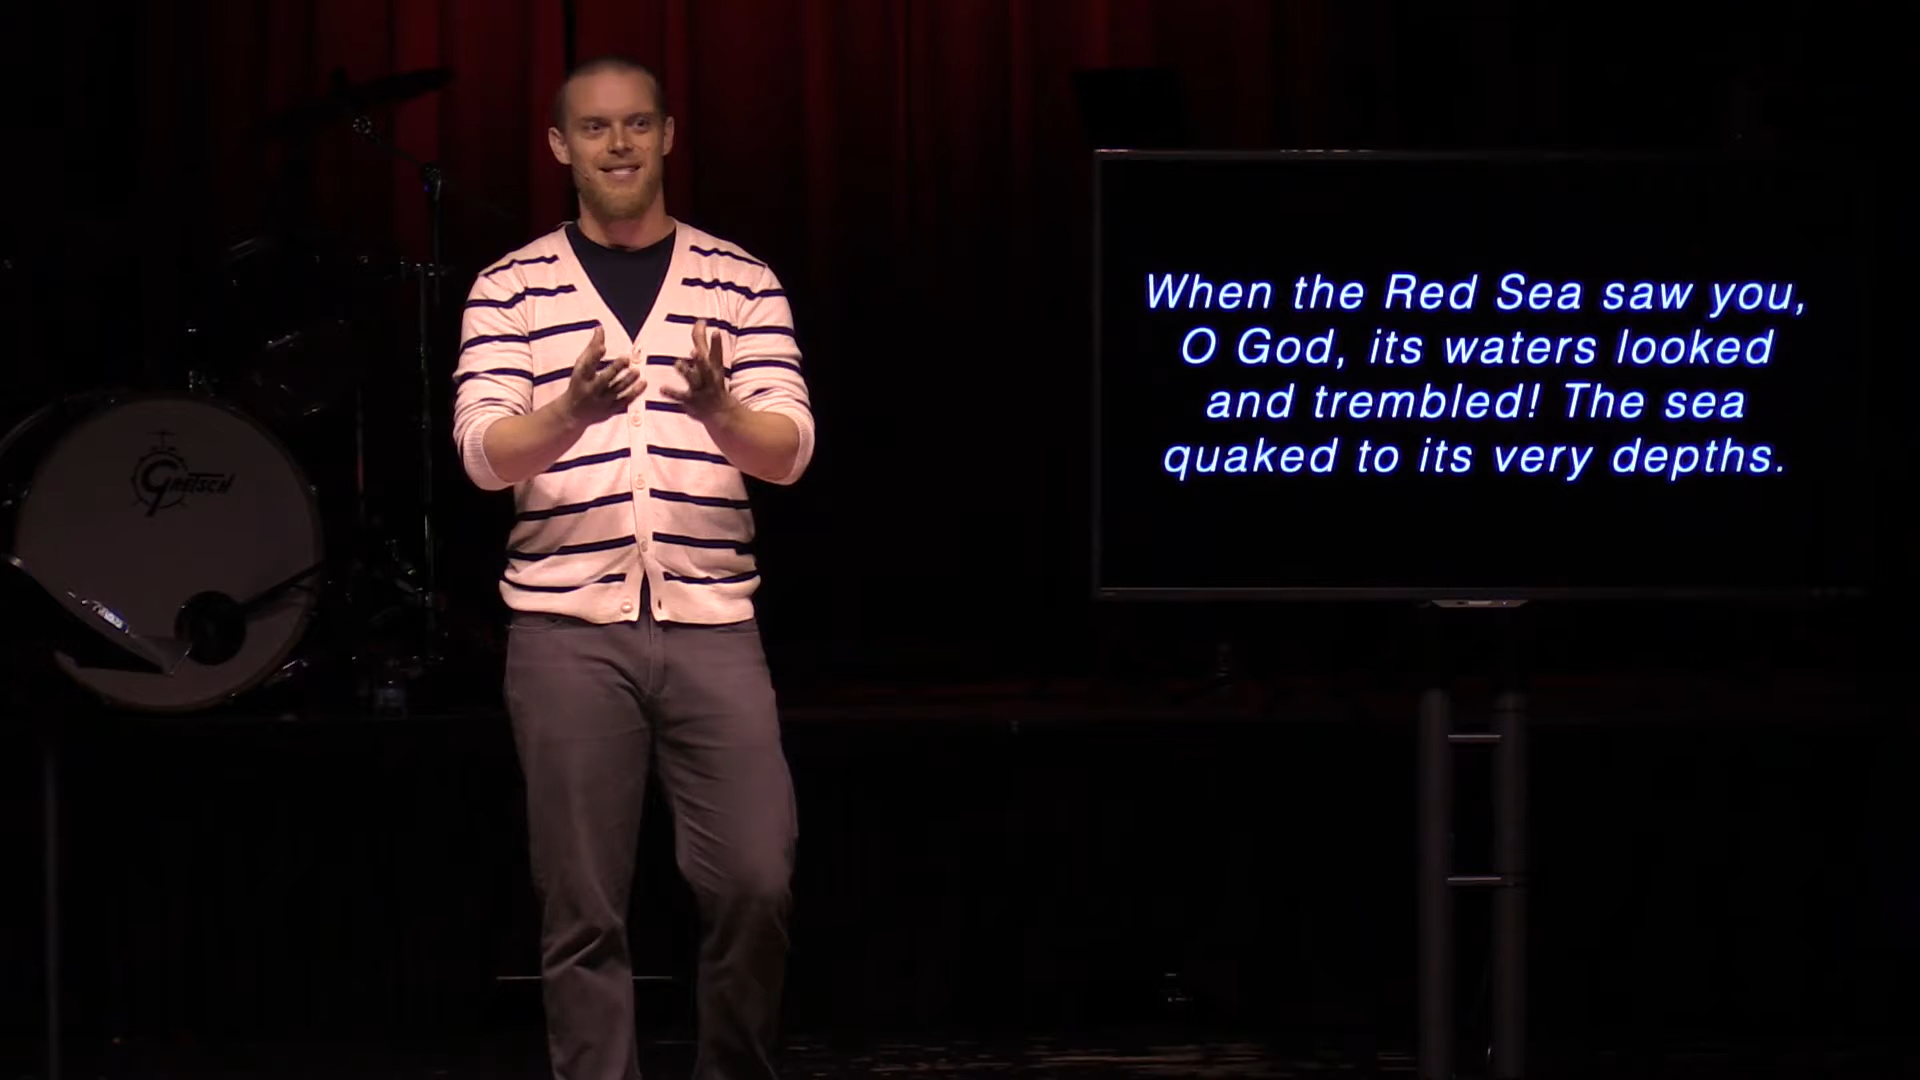 GRETSCH
When the Red Sea saw you,
O God, its waters looked
and trembled! The sea
quaked to its very depths.